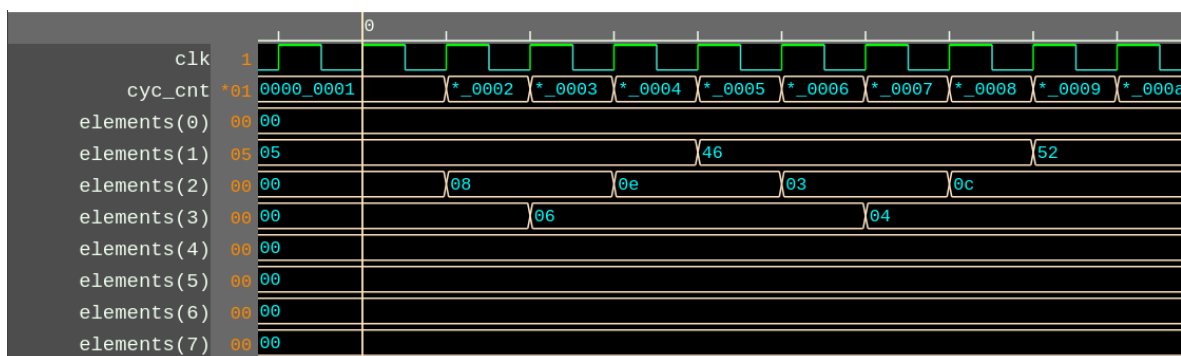 0
clk 1
cyc_cnt *01 0000_0001 *_0002 *_0003 *_0004 *_0005 *_0006 *_0007 *_0008 *_0009 *_000a
elements(0) 00 00
elements(1) 05 05 46 52
elements(2) 00 00 08 0e 03 0c
elements(3) 00 00 06 04
elements(4) 00 00
elements(5) 00 00
elements(6) 00 00
elements(7) 00 00